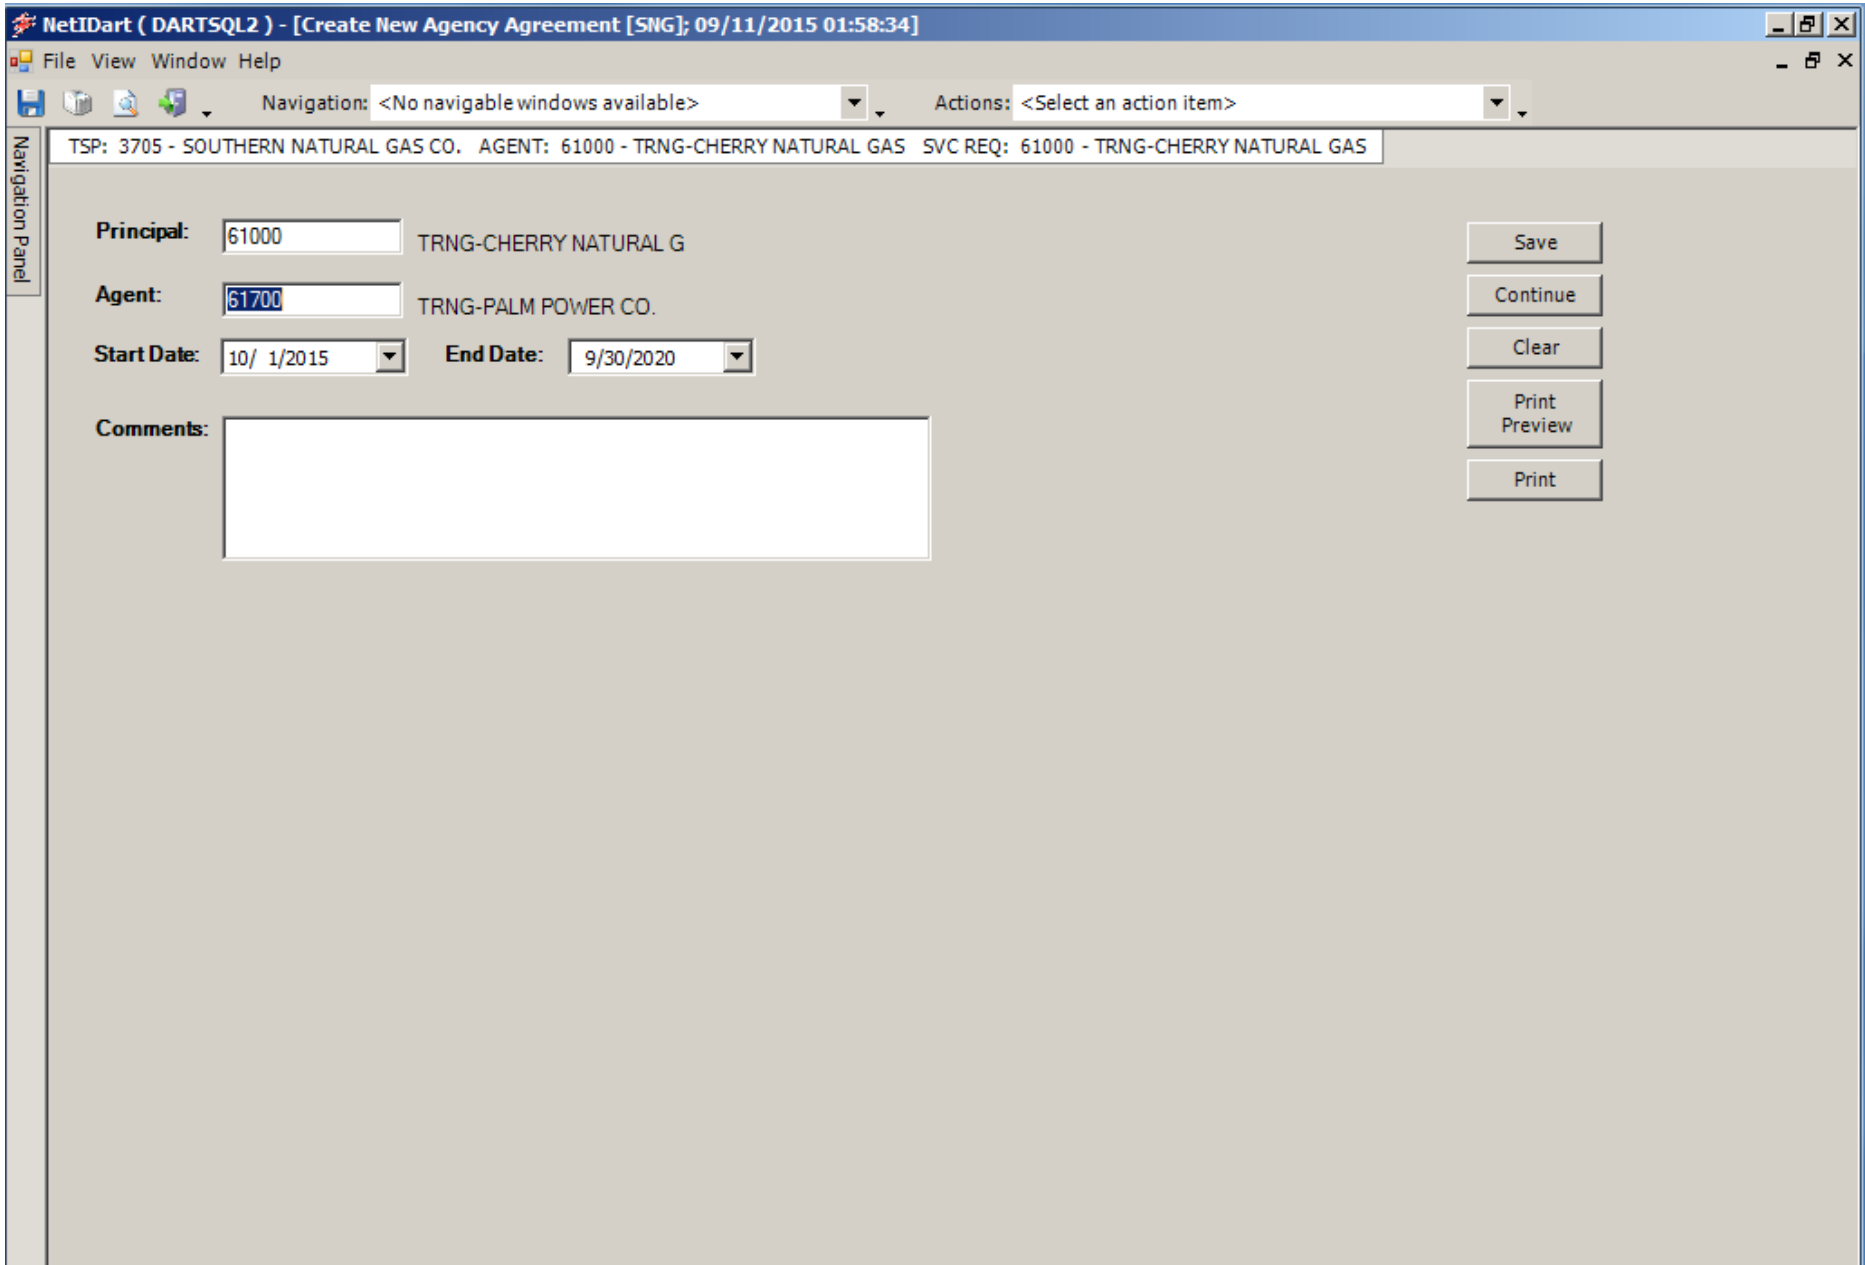 NetIDart ( DARTSQL2 ) - [Create New Agency Agreement [SNG]; 09/11/2015 01:58:34]
File View Window Help
Navigation: <No navigable windows available> Actions: <Select an action item>
Navigation Panel
TSP: 3705 - SOUTHERN NATURAL GAS CO. AGENT: 61000 - TRNG-CHERRY NATURAL GAS SVC REQ: 61000 - TRNG-CHERRY NATURAL GAS
Principal: 61000 TRNG-CHERRY NATURAL G
Save
Agent: 61700 TRNG-PALM POWER CO.
Continue
Start Date: 10/ 1/2015 End Date: 9/30/2020
Clear
Print
Preview
Comments:
Print